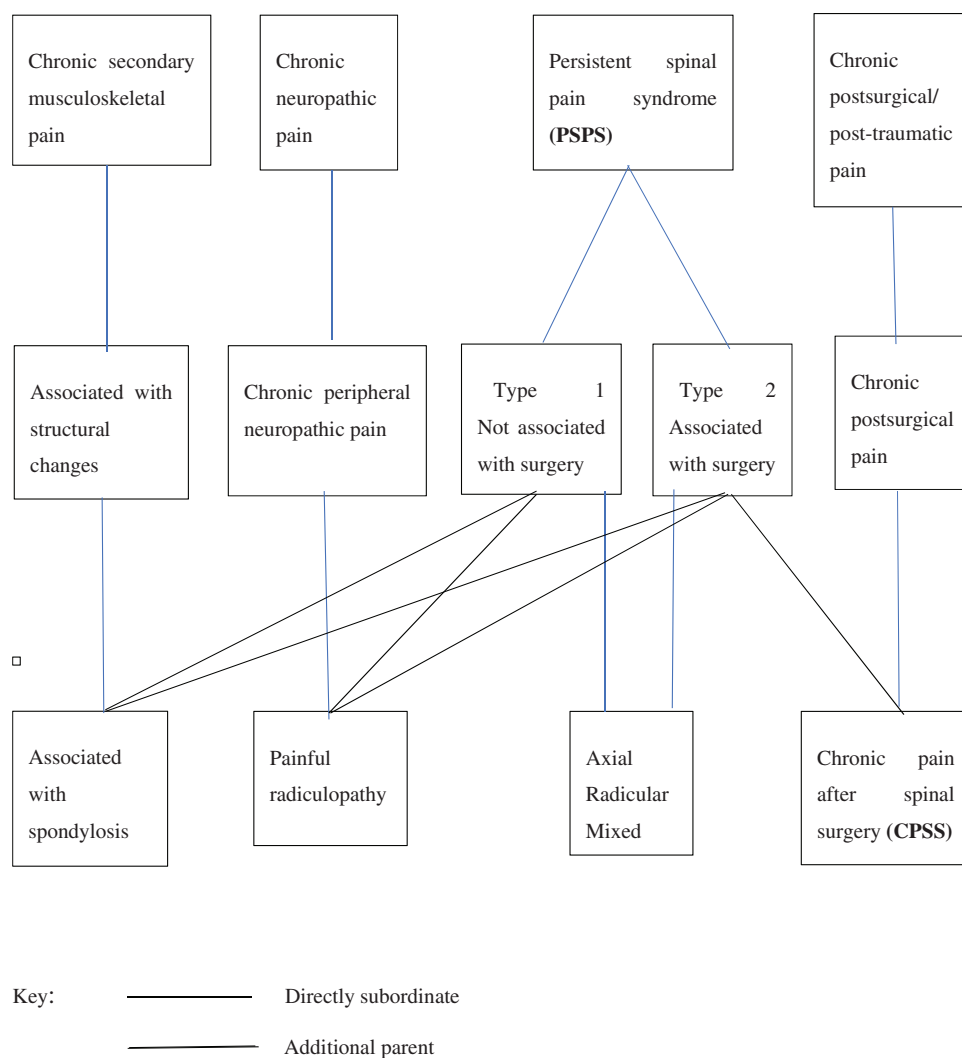 Chronic secondary
musculoskeletal
pain
Chronic
neuropathic
pain
Persistent spinal
pain syndrome
(PSPS)
Chronic
postsurgical/
post-traumatic
pain
Associated with
structural
changes
Chronic peripheral
neuropathic pain
Type 1
Not associated
with surgery
Type 2
Associated
with surgery
Chronic
postsurgical
pain
Associated
with
spondylosis
Painful
radiculopathy
Axial
Radicular
Mixed
Chronic pain
after spinal
surgery (CPSS)
Key:
Directly subordinate
Additional parent